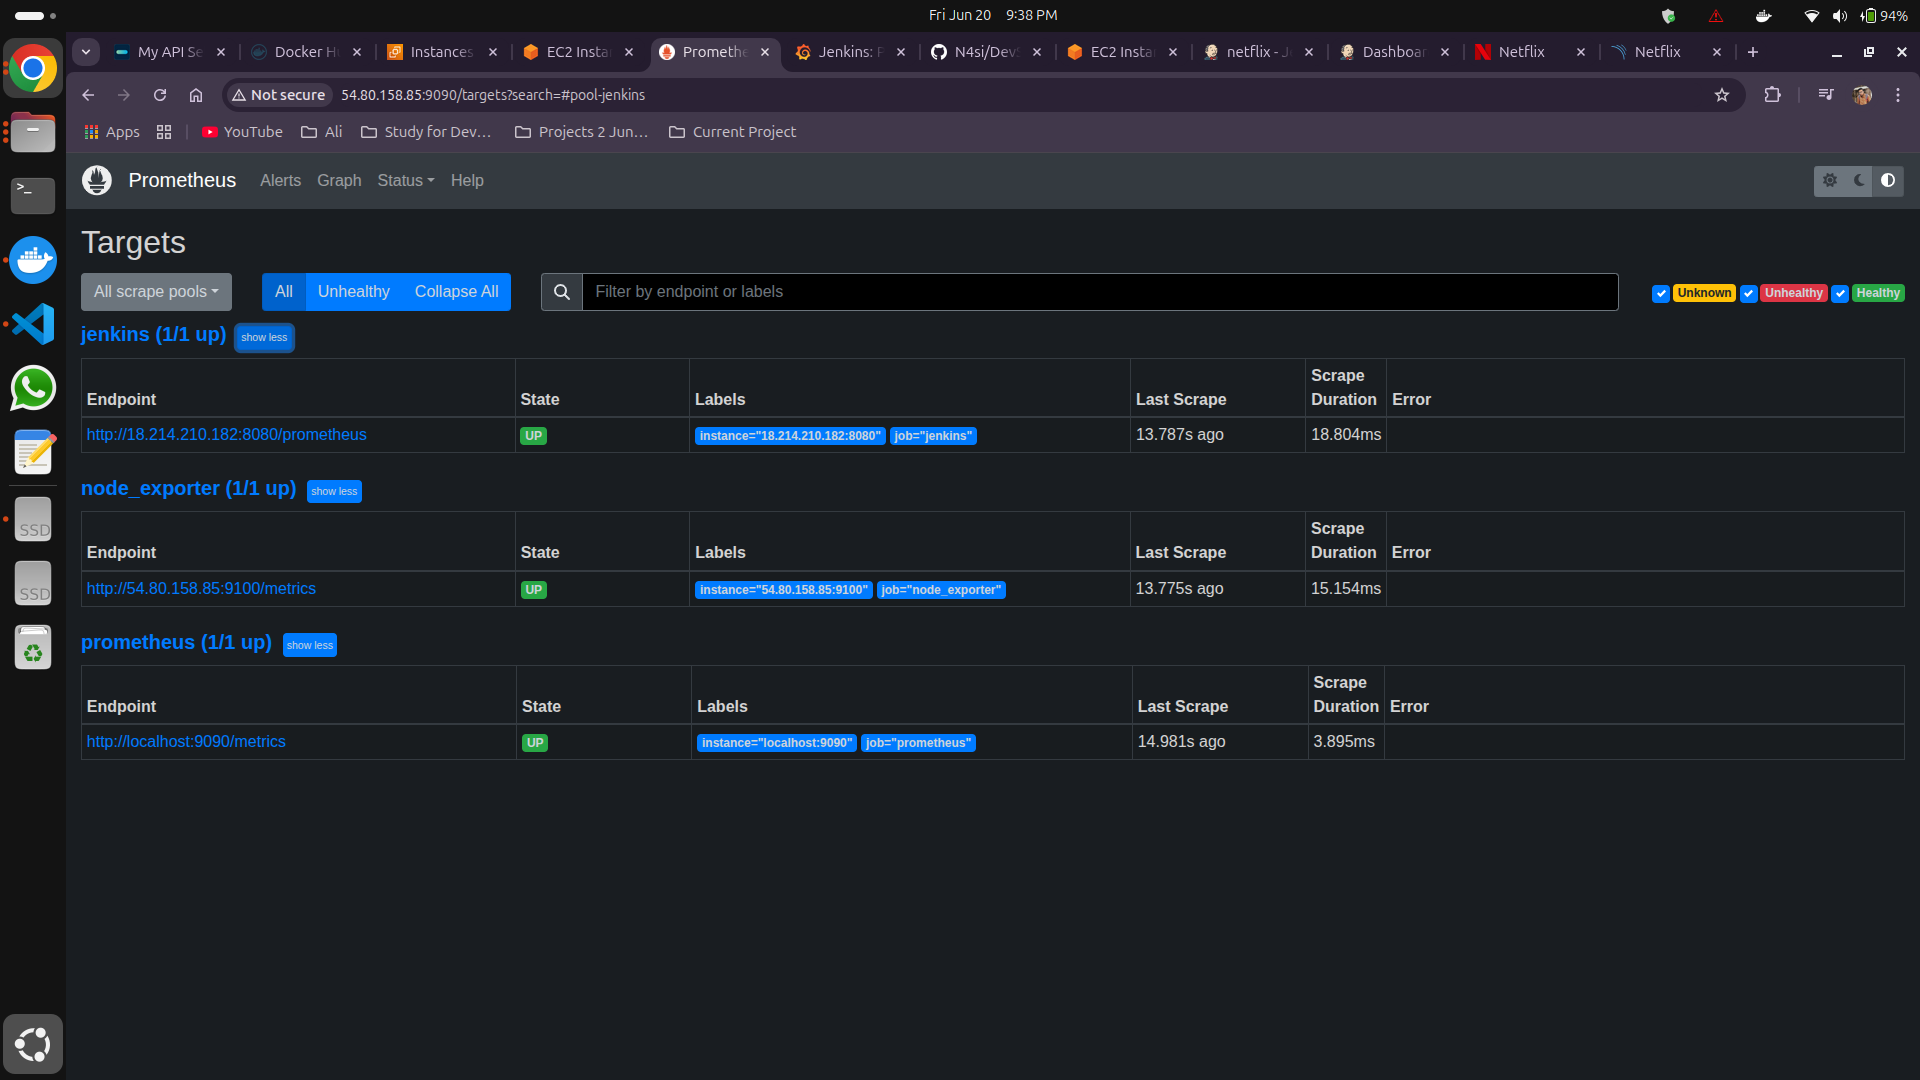 Fri Jun 20 9:38 PM
94%
My API Se
Docker Hu
Instances
EC2 Instan
Promethe
Jenkins: P
N4si/DevS
EC2 Instan
netflix - Je
Dashboar
Netflix
Netflix
Not secure 54.80.158.85:9090/targets?search=#pool-jenkins
Apps YouTube Ali Study for Dev... Projects 2 Jun... Current Project
Prometheus Alerts Graph Status Help
Targets
All scrape pools All Unhealthy Collapse All Filter by endpoint or labels Unknown Unhealthy Healthy
jenkins (1/1 up) show less
Endpoint State Labels Last Scrape Scrape Duration Error
http://18.214.210.182:8080/prometheus UP instance="18.214.210.182:8080" job="jenkins" 13.787s ago 18.804ms
node_exporter (1/1 up) show less
Endpoint State Labels Last Scrape Scrape Duration Error
http://54.80.158.85:9100/metrics UP instance="54.80.158.85:9100" job="node_exporter" 13.775s ago 15.154ms
prometheus (1/1 up) show less
Endpoint State Labels Last Scrape Scrape Duration Error
http://localhost:9090/metrics UP instance="localhost:9090" job="prometheus" 14.981s ago 3.895ms
>_
SSD
SSD